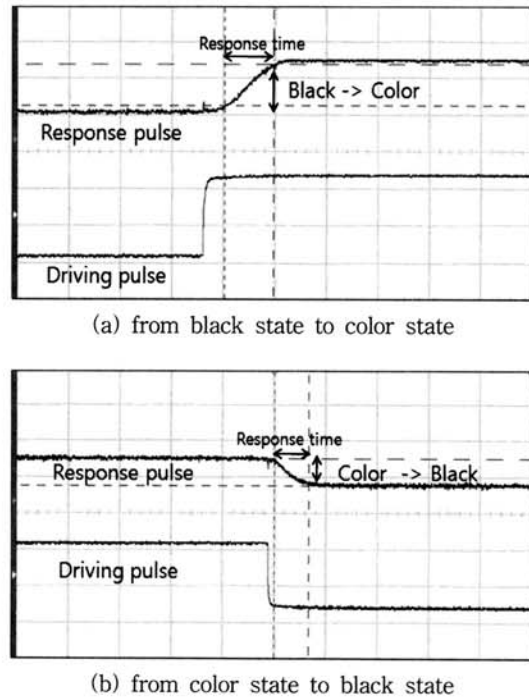 Response time
Black -> Color
Response pulse
Driving pulse
(a) from black state to color state
Response time
Response pulse
Color -> Black
Driving pulse
(b) from color state to black state